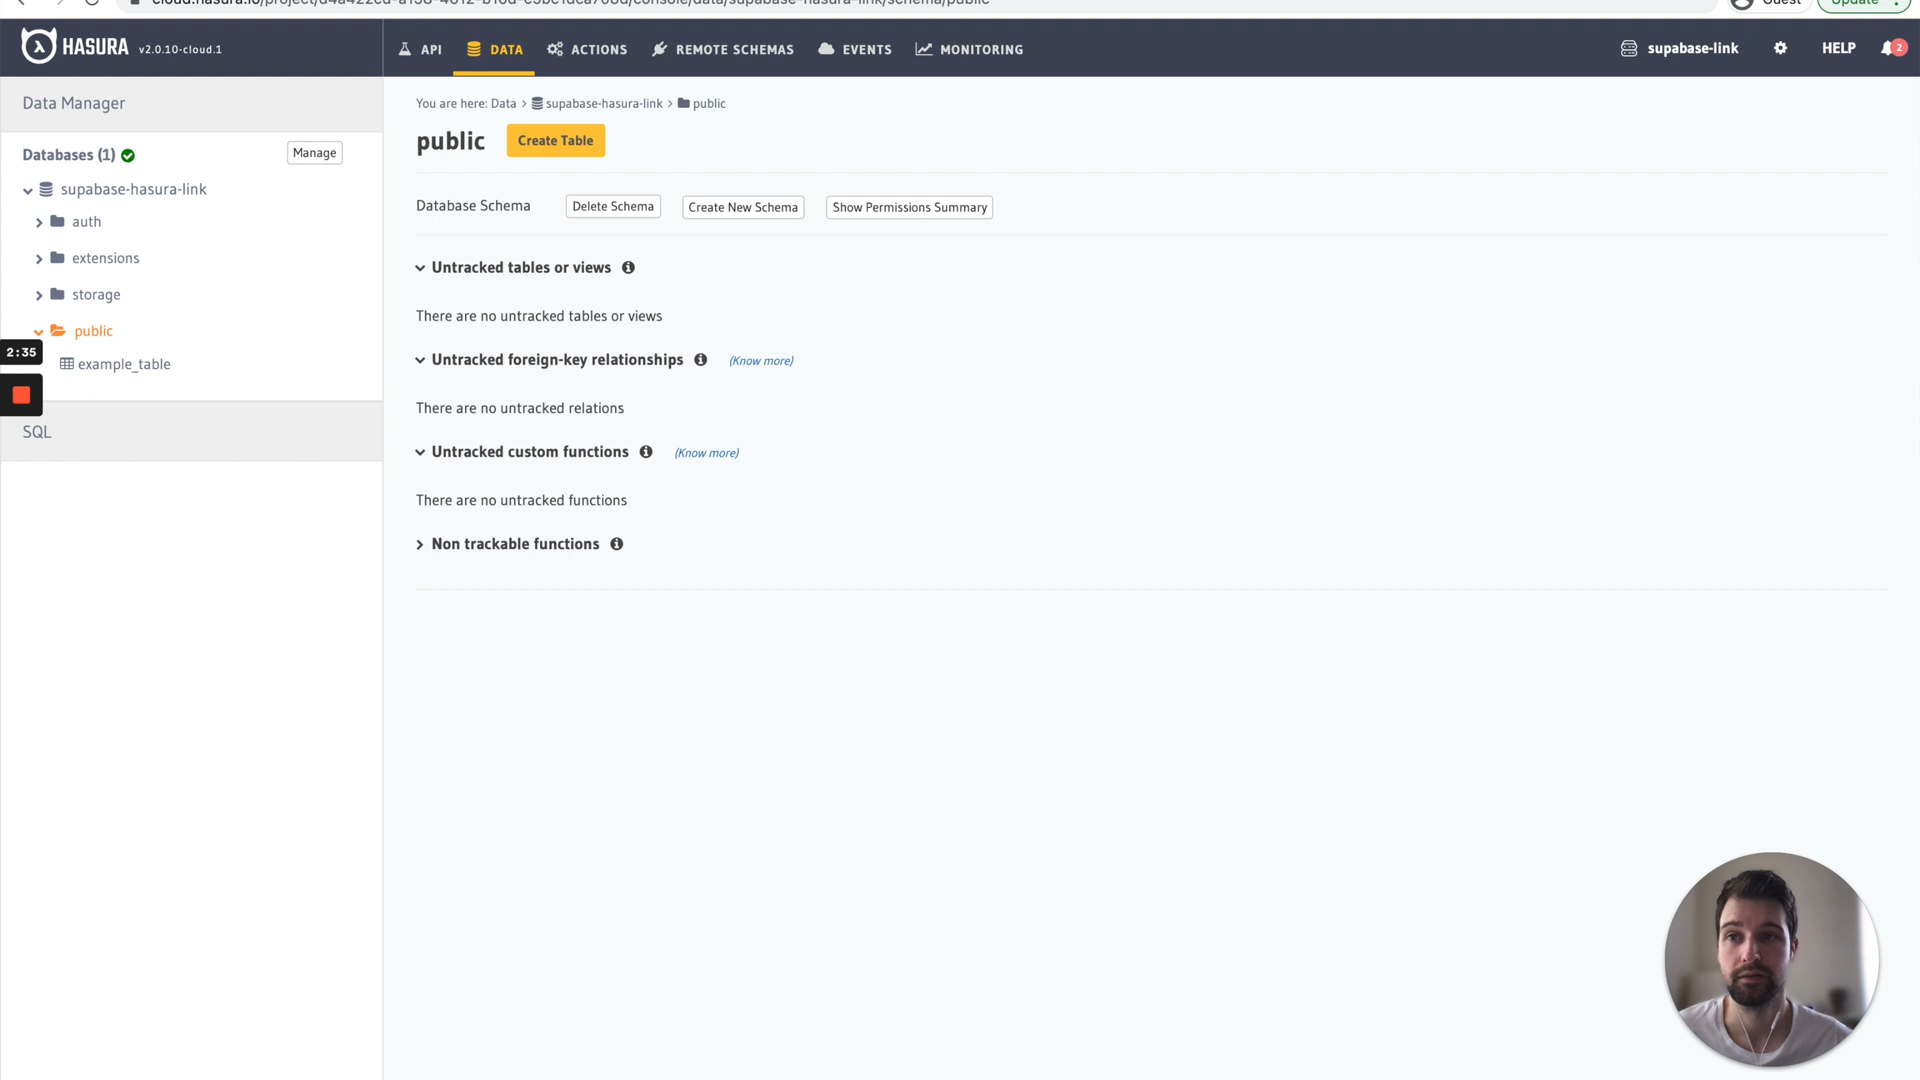 HASURA v2.0.10-cloud.1
API
DATA
ACTIONS
REMOTE SCHEMAS
EVENTS
MONITORING
supabase-link
HELP
2
Data Manager
You are here: Data > supabase-hasura-link > public
public
Create Table
Databases (1)
Manage
supabase-hasura-link
auth
extensions
storage
public
example_table
2:35
SQL
Database Schema
Delete Schema
Create New Schema
Show Permissions Summary
Untracked tables or views
There are no untracked tables or views
Untracked foreign-key relationships
(Know more)
There are no untracked relations
Untracked custom functions
(Know more)
There are no untracked functions
Non trackable functions